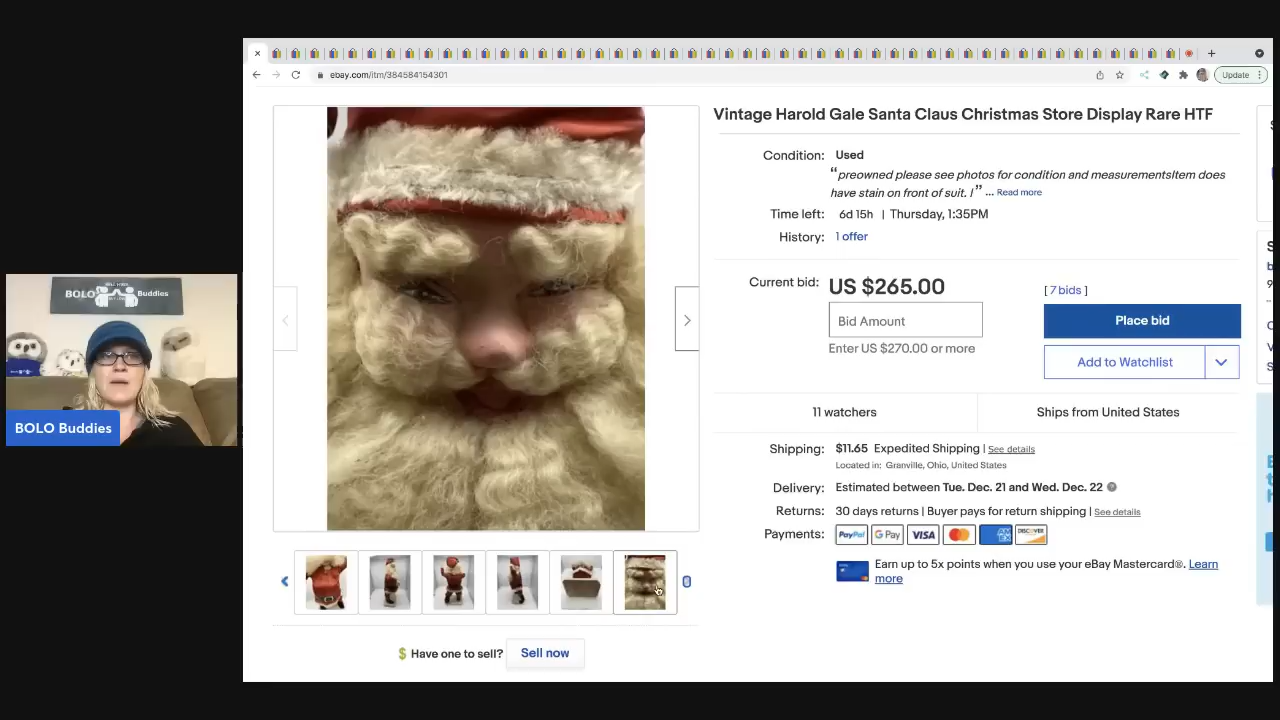 ebay.com/itm/384584154301
Update
Vintage Harold Gale Santa Claus Christmas Store Display Rare HTF
Condition: Used
“preowned please see photos for condition and measurementsItem does
have stain on front of suit. I” ... Read more
Time left: 6d 15h | Thursday, 1:35PM
History: 1 offer
Current bid: US $265.00 [ 7 bids ]
Bid Amount Place bid
Enter US $270.00 or more
Add to Watchlist
11 watchers Ships from United States
Shipping: $11.65 Expedited Shipping | See details
Located in: Granville, Ohio, United States
Delivery: Estimated between Tue. Dec. 21 and Wed. Dec. 22
Returns: 30 days returns | Buyer pays for return shipping | See details
Payments: PayPal G Pay VISA DISCOVER
Earn up to 5x points when you use your eBay Mastercard®. Learn
more
Have one to sell? Sell now
BOLO Buddies
BOLO Buddies